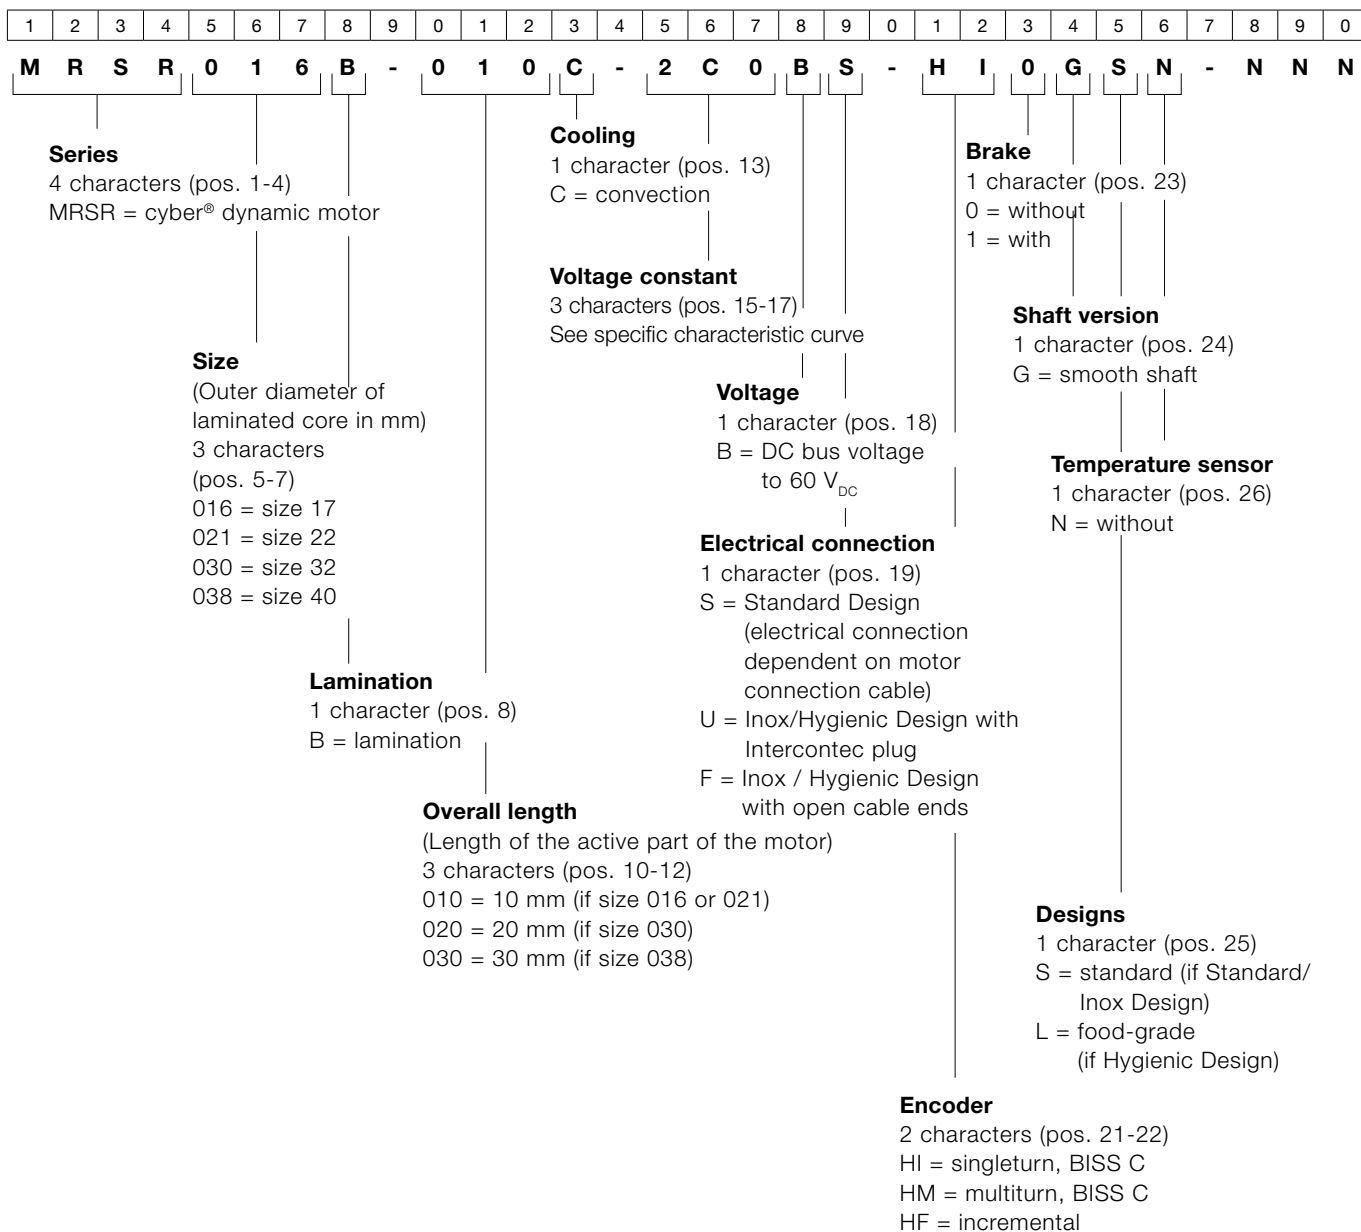 1 2 3 4 5 6 7 8 9 0 1 2 3 4 5 6 7 8 9 0 1 2 3 4 5 6 7 8 9 0
M R S R 0 1 6 B - 0 1 0 C - 2 C 0 B S - H I 0 G S N - N N N
Series
4 characters (pos. 1-4)
MRSR = cyber® dynamic motor
Cooling
1 character (pos. 13)
C = convection
Brake
1 character (pos. 23)
0 = without
1 = with
Voltage constant
3 characters (pos. 15-17)
See specific characteristic curve
Shaft version
1 character (pos. 24)
G = smooth shaft
Size
(Outer diameter of
laminated core in mm)
3 characters
(pos. 5-7)
016 = size 17
021 = size 22
030 = size 32
038 = size 40
Voltage
1 character (pos. 18)
B = DC bus voltage
to 60 VDC
Temperature sensor
1 character (pos. 26)
N = without
Electrical connection
1 character (pos. 19)
S = Standard Design
(electrical connection
dependent on motor
connection cable)
U = Inox/Hygienic Design with
Intercontec plug
F = Inox / Hygienic Design
with open cable ends
Lamination
1 character (pos. 8)
B = lamination
Overall length
(Length of the active part of the motor)
3 characters (pos. 10-12)
010 = 10 mm (if size 016 or 021)
020 = 20 mm (if size 030)
030 = 30 mm (if size 038)
Designs
1 character (pos. 25)
S = standard (if Standard/
Inox Design)
L = food-grade
(if Hygienic Design)
Encoder
2 characters (pos. 21-22)
HI = singleturn, BISS C
HM = multiturn, BISS C
HF = incremental